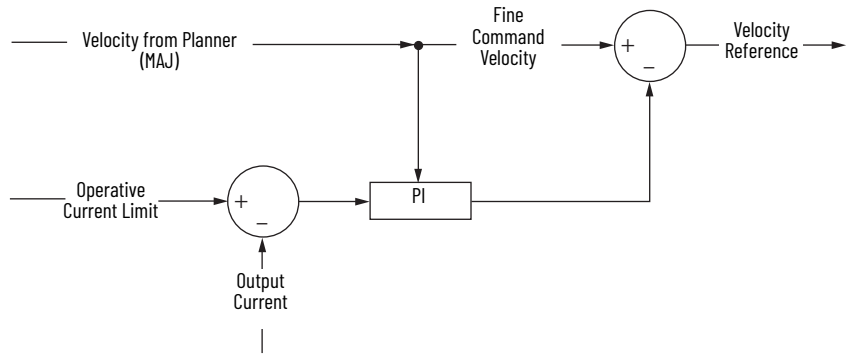 Velocity from Planner
(MAJ)
Fine
Command
Velocity
+
−
Velocity
Reference
Operative
Current Limit
+
−
PI
Output
Current